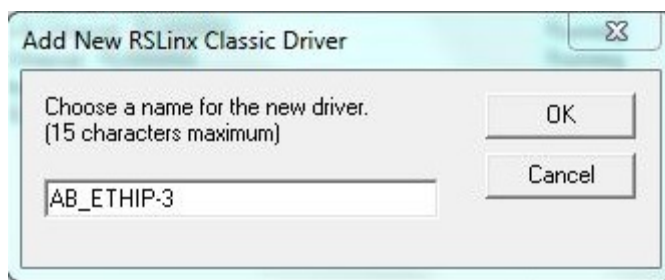 Add New RSLinx Classic Driver
Choose a name for the new driver.
(15 characters maximum)
OK
Cancel
AB_ETHIP-3